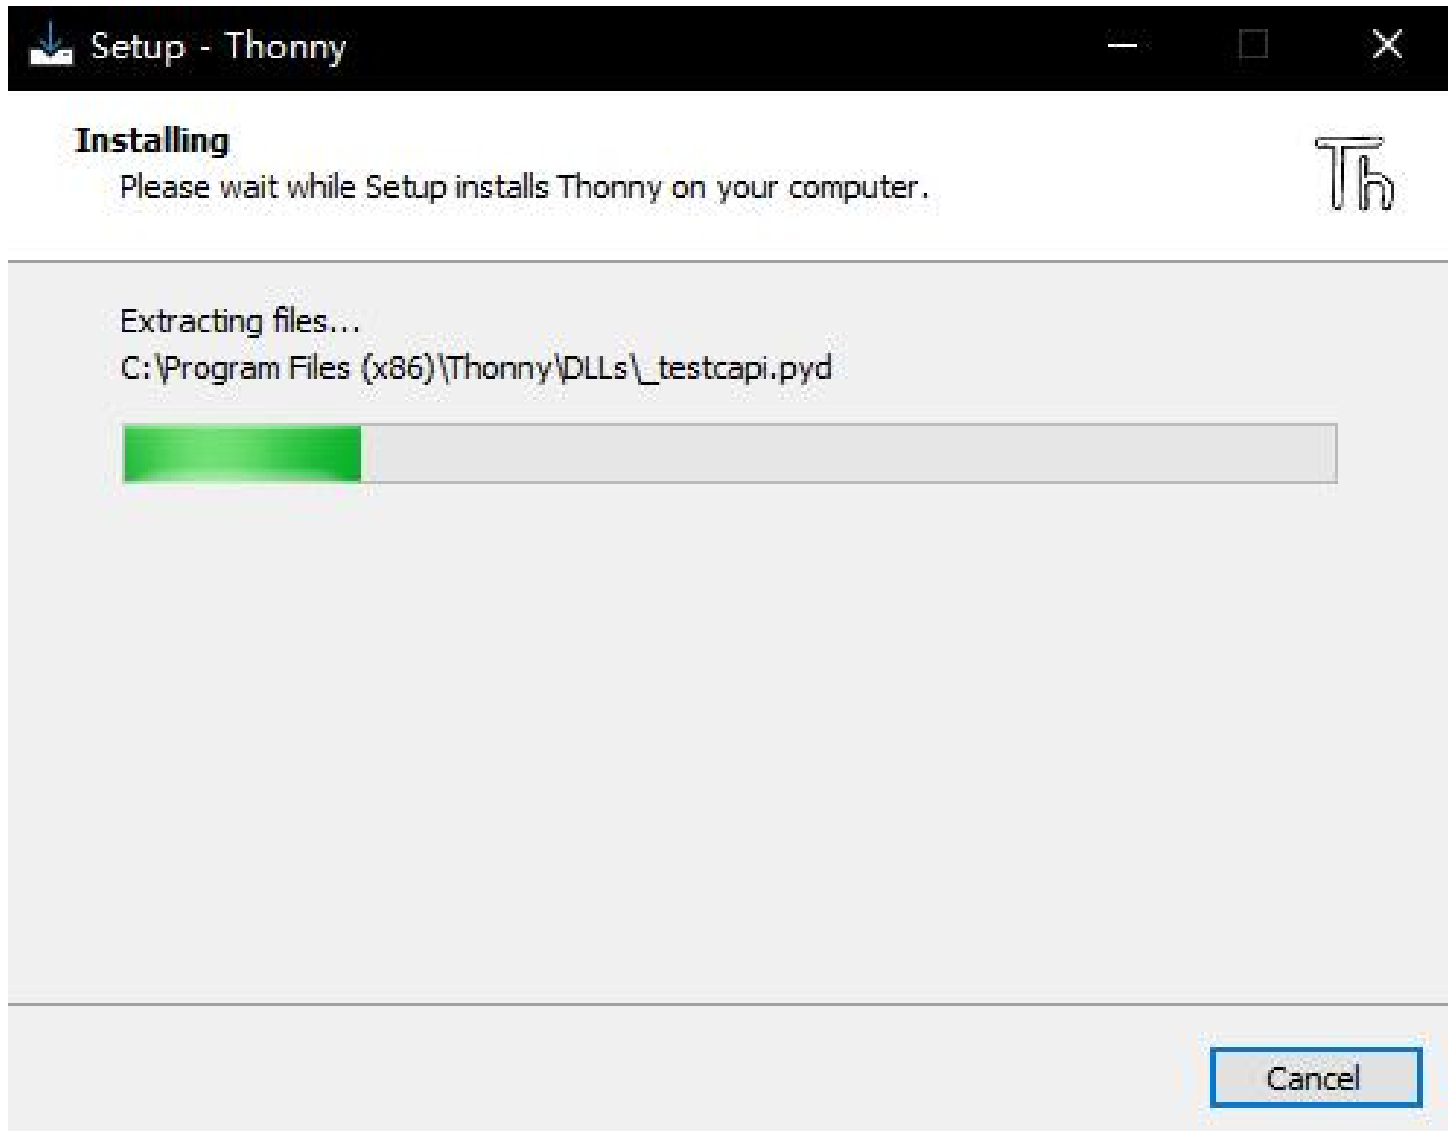 Setup - Thonny
Installing
Please wait while Setup installs Thonny on your computer.
Th
Extracting files...
C:\Program Files (x86)\Thonny\DLLs\_testcapi.pyd
Cancel